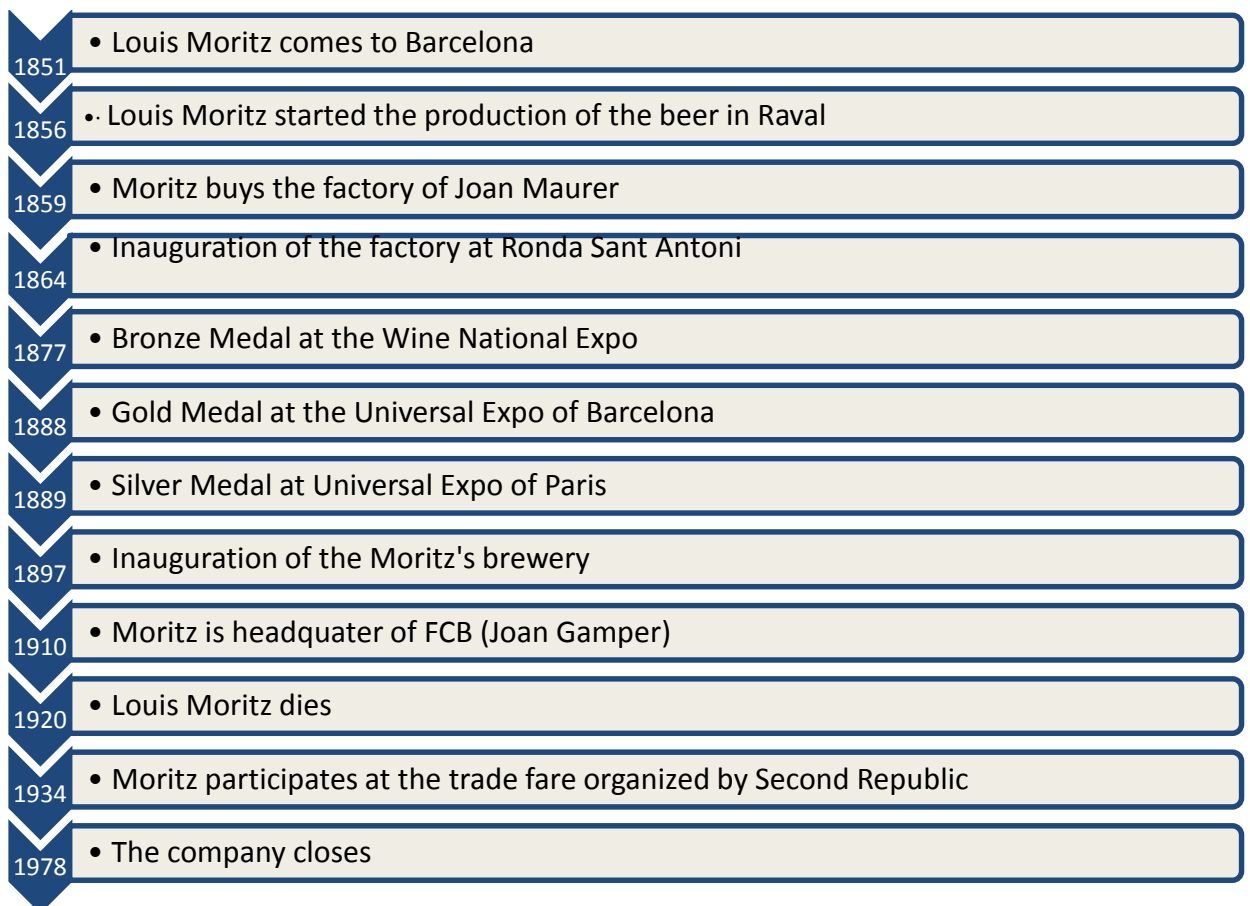 1851 • Louis Moritz comes to Barcelona
1856 •· Louis Moritz started the production of the beer in Raval
1859 • Moritz buys the factory of Joan Maurer
1864 • Inauguration of the factory at Ronda Sant Antoni
1877 • Bronze Medal at the Wine National Expo
1888 • Gold Medal at the Universal Expo of Barcelona
1889 • Silver Medal at Universal Expo of Paris
1897 • Inauguration of the Moritz's brewery
1910 • Moritz is headquater of FCB (Joan Gamper)
1920 • Louis Moritz dies
1934 • Moritz participates at the trade fare organized by Second Republic
1978 • The company closes